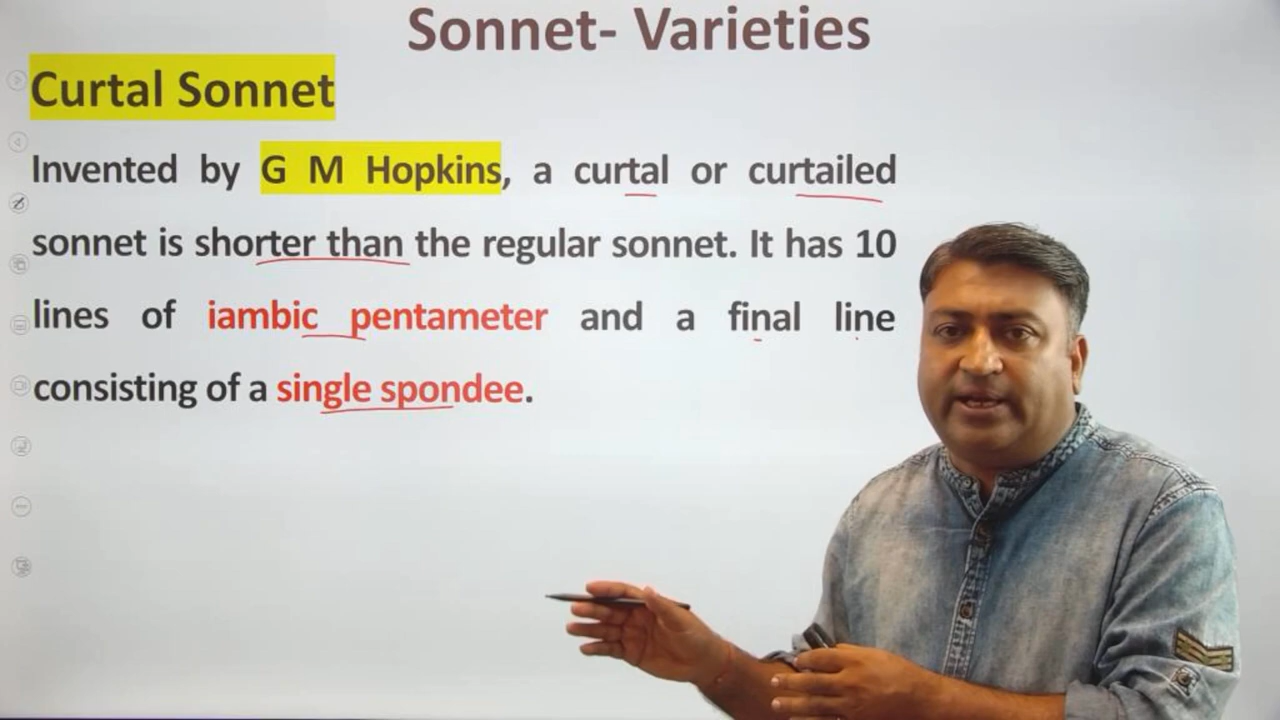 Sonnet- Varieties
Curtal Sonnet
Invented by G M Hopkins, a curtal or curtailed
sonnet is shorter than the regular sonnet. It has 10
lines of iambic pentameter and a final line
consisting of a single spondee.